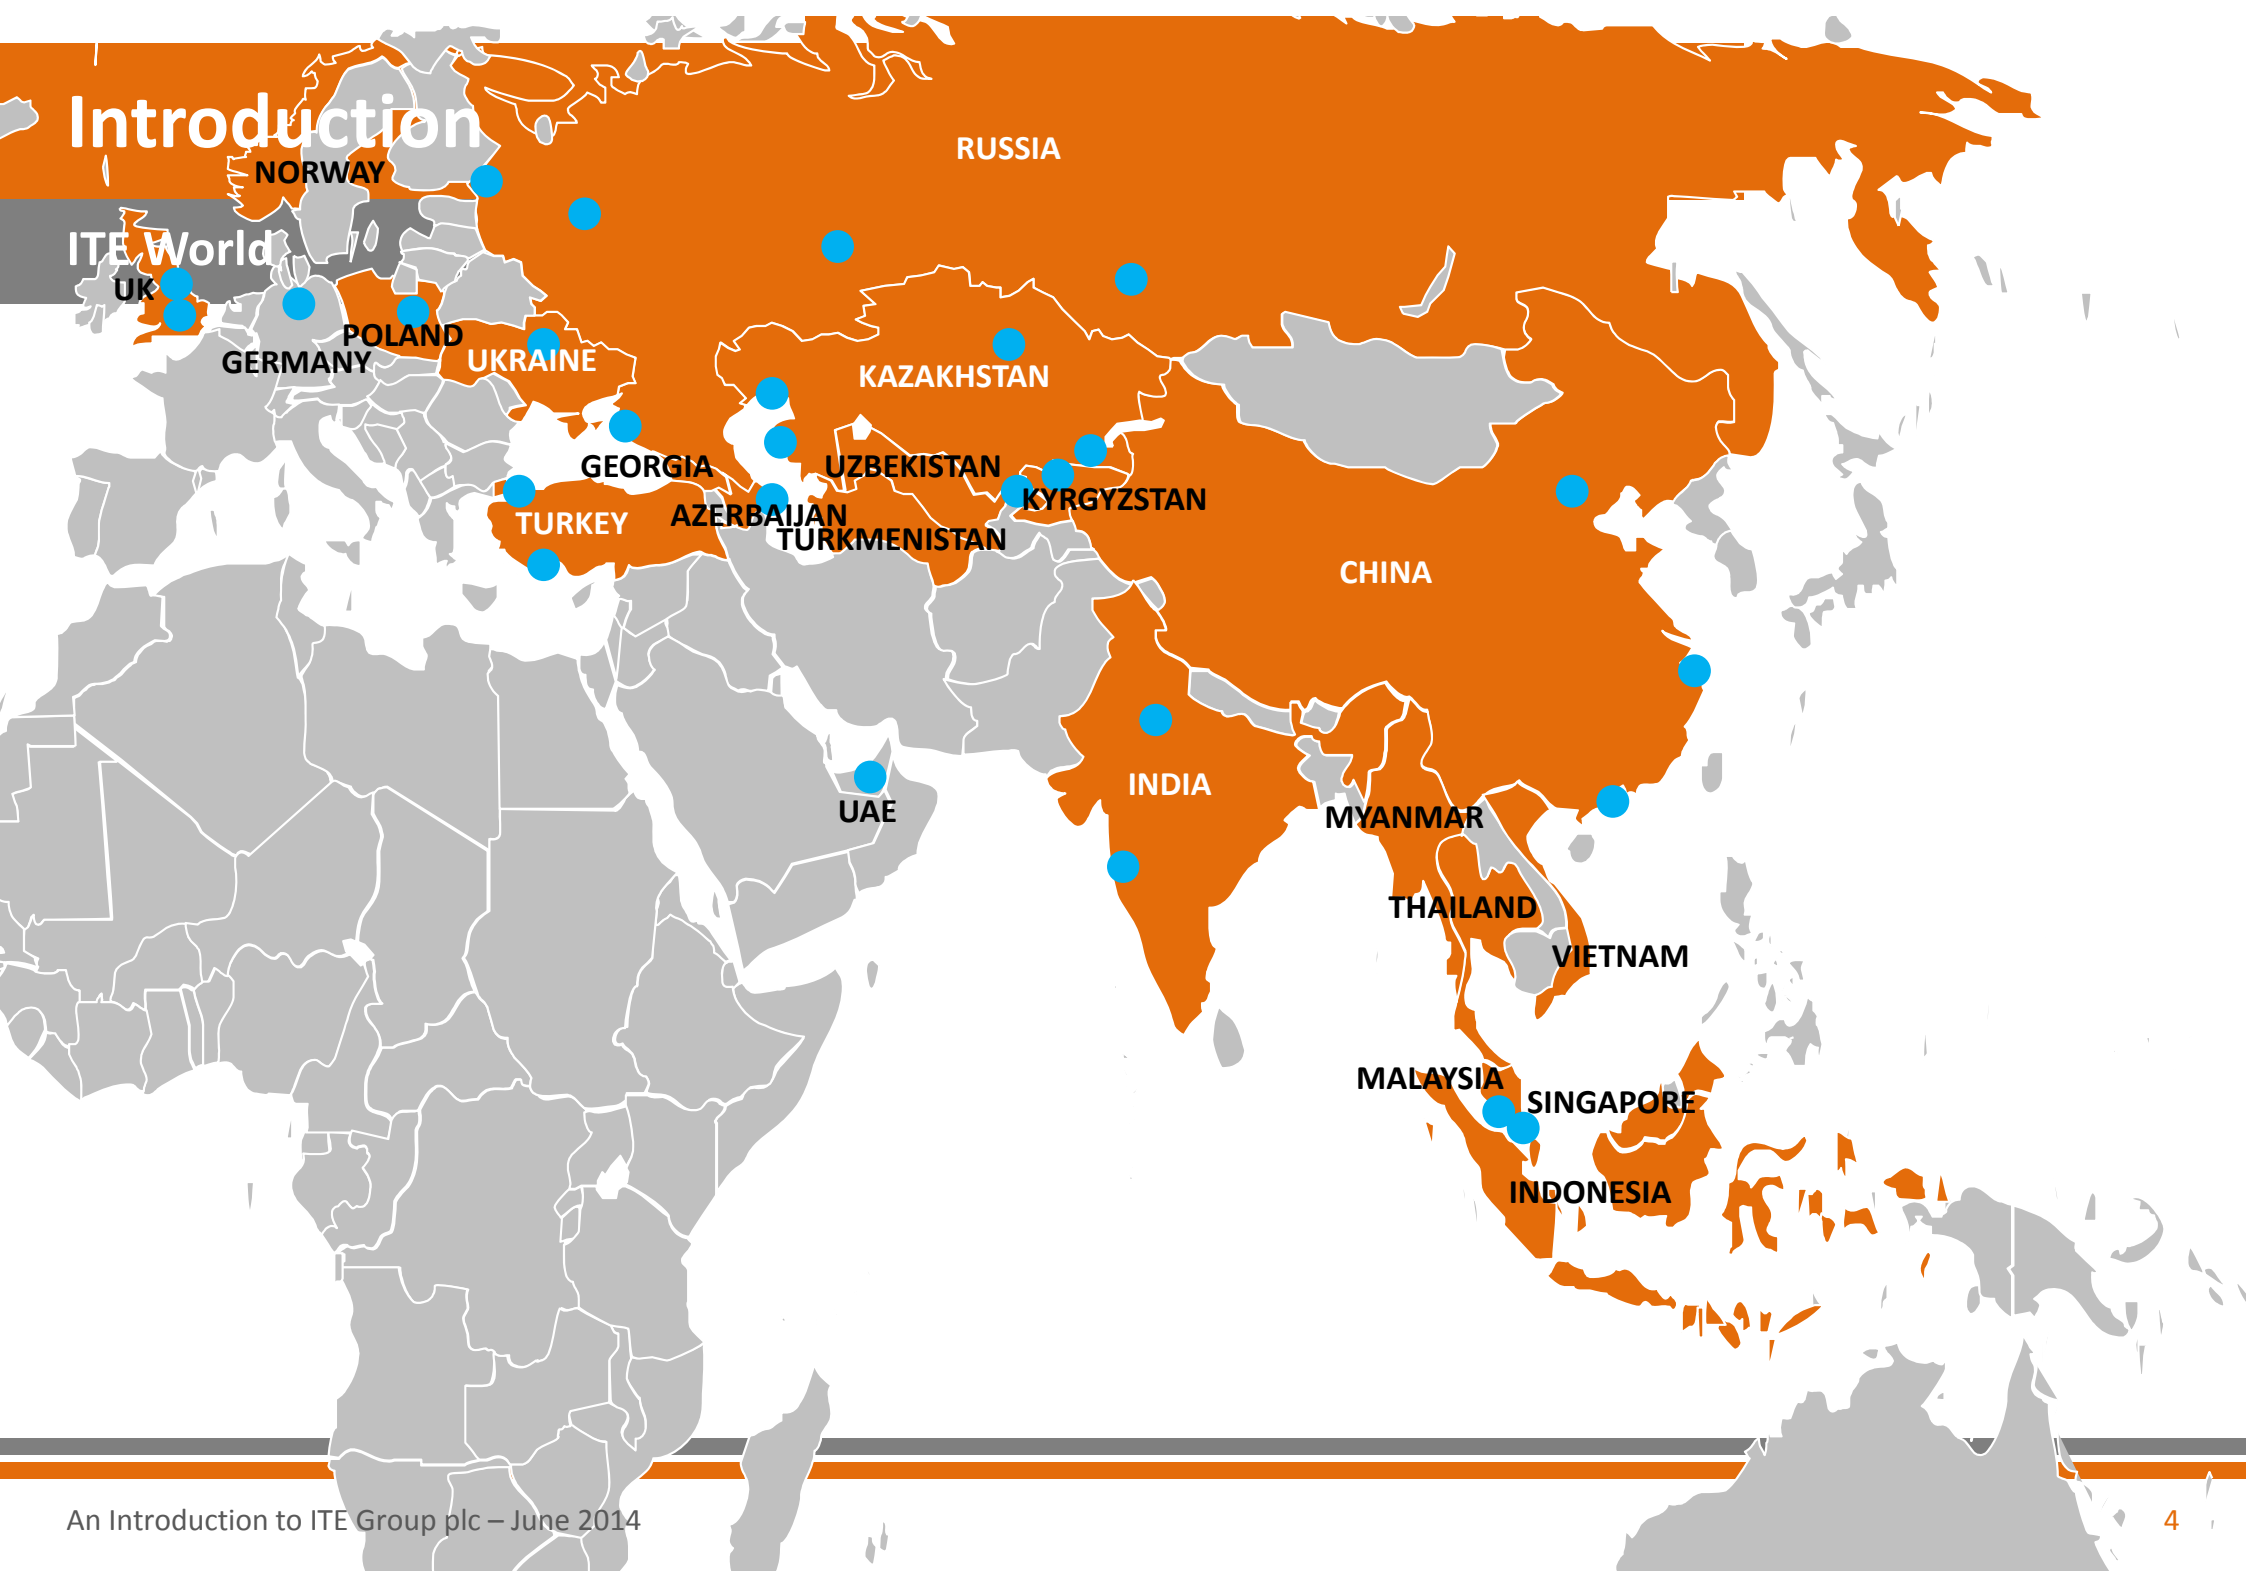 Introduction
RUSSIA
NORWAY
ITE World
UK
POLAND
GERMANY
UKRAINE
KAZAKHSTAN
GEORGIA
UZBEKISTAN
KYRGYZSTAN
AZERBAIJAN
TURKEY
TURKMENISTAN
CHINA
INDIA
UAE
MYANMAR
THAILAND
VIETNAM
MALAYSIA
SINGAPORE
INDONESIA
An Introduction to ITE Group plc – June 2014
4